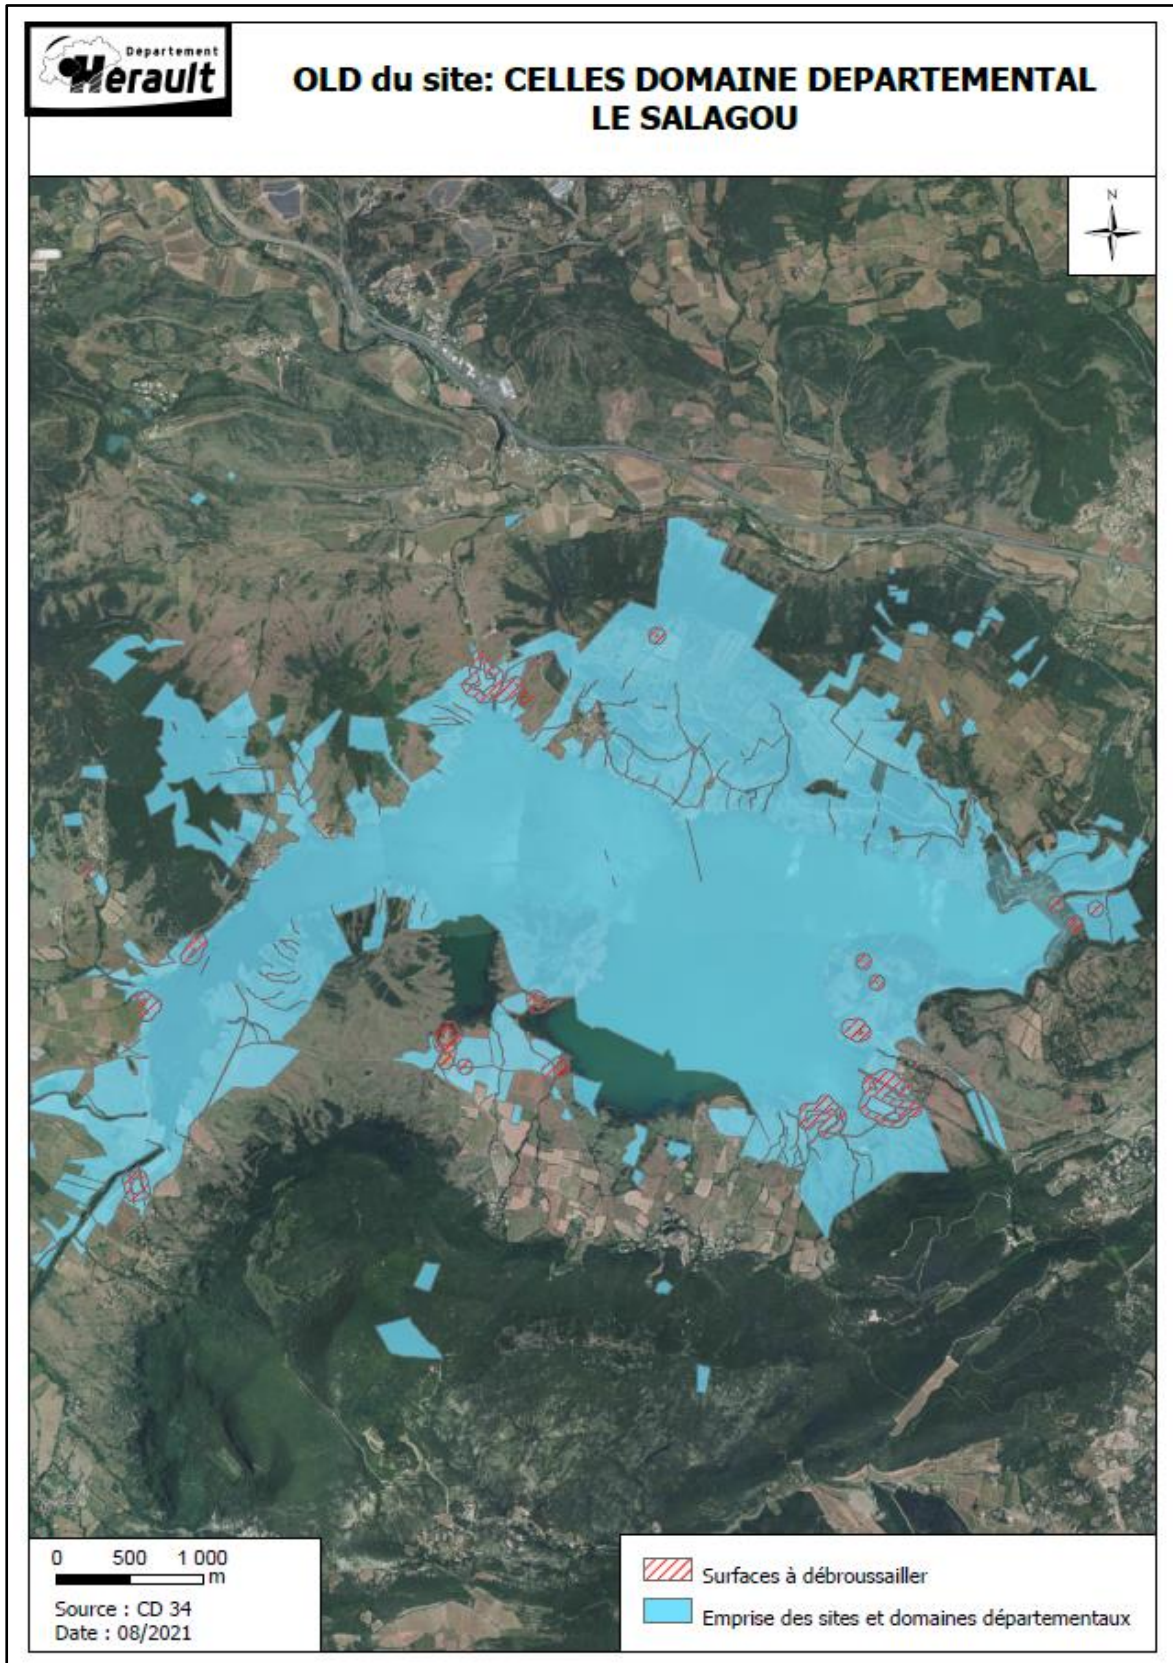 Département
Herault
OLD du site: CELLES DOMAINE DEPARTEMENTAL
LE SALAGOU
N
0 500 1 000
m
Source : CD 34
Date : 08/2021
Surfaces à débroussailler
Emprise des sites et domaines départementaux